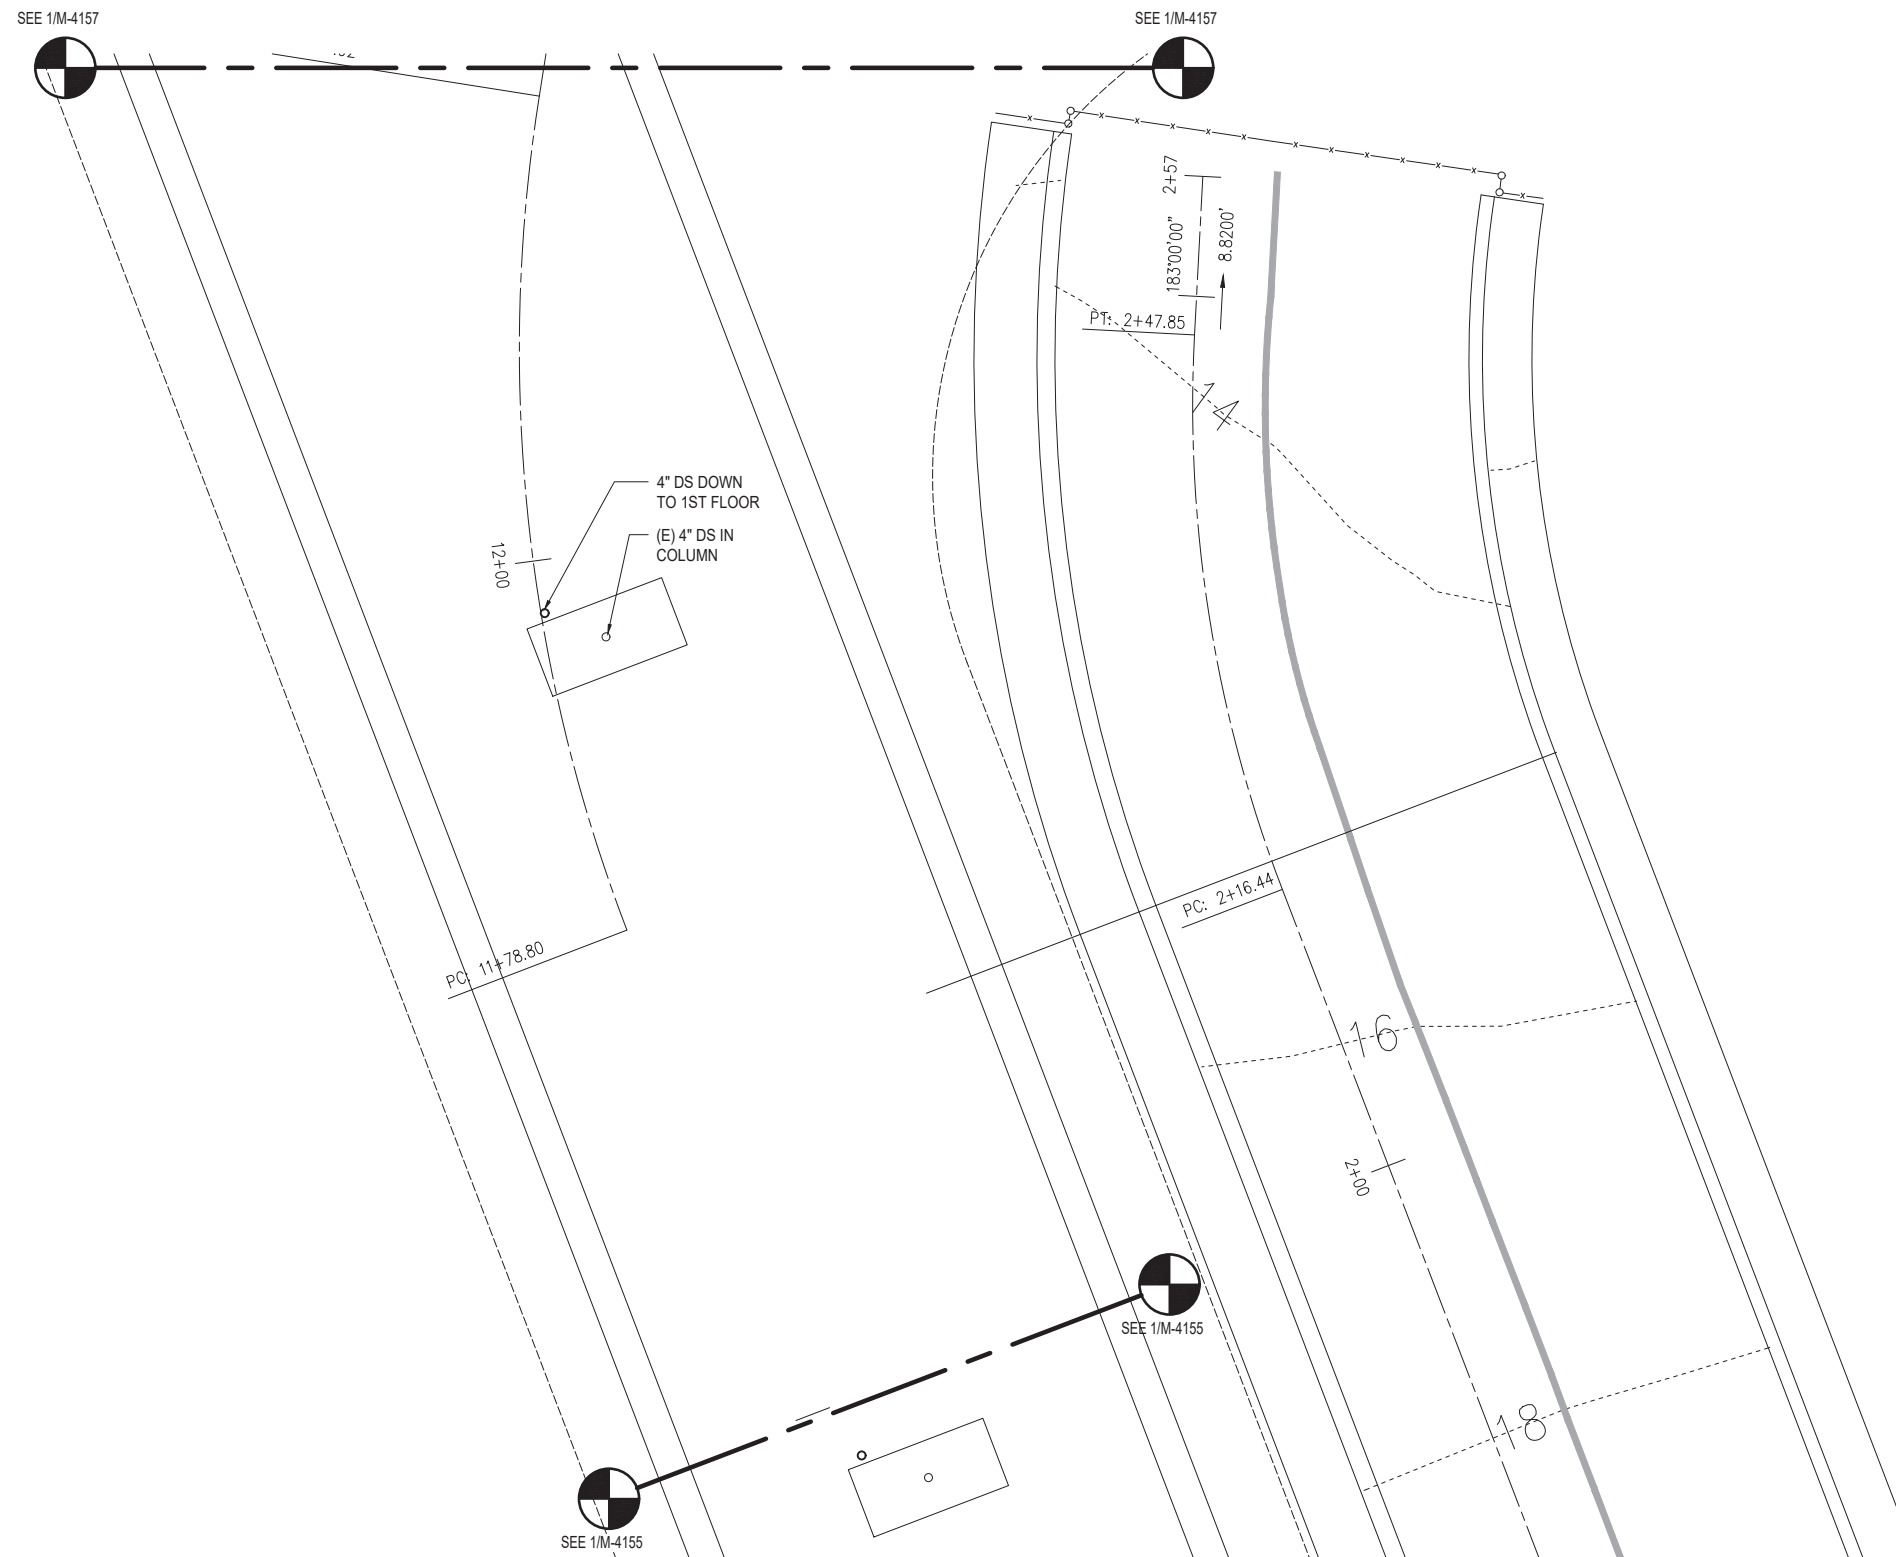 SEE 1/M-4157
SEE 1/M-4157
2+57
183°00'00"
8.8200'
PT: 2+47.85
14
4" DS DOWN
TO 1ST FLOOR
(E) 4" DS IN
COLUMN
12+00
PC: 2+16.44
PC: 11+78.80
16
2+00
SEE 1/M-4155
18
SEE 1/M-4155